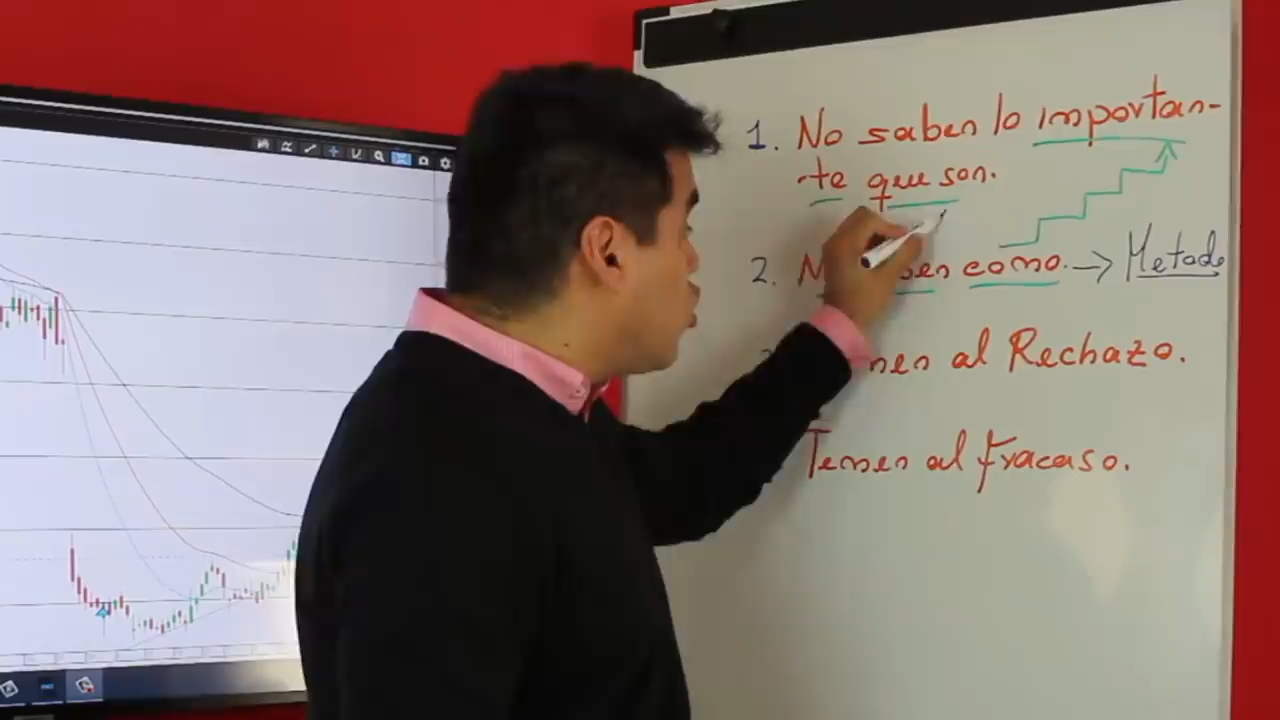 1. No saben lo importan-
te que son.
2. como. → Metodo
al Rechazo.
Temen al fracaso.